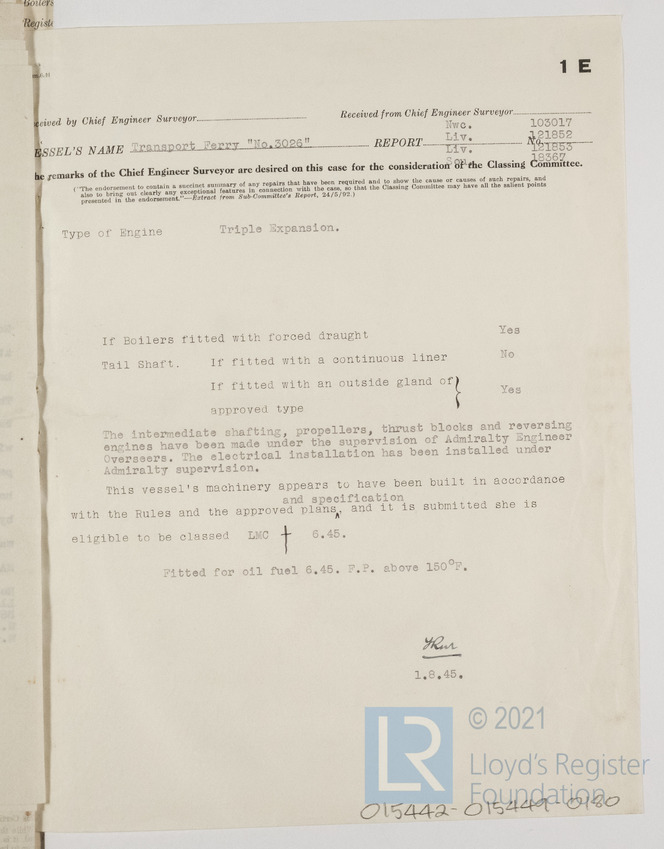 Boilers
Registe
1 E
ceived by Chief Engineer Surveyor
Received from Chief Engineer Surveyor
Nwc. 103017
Liv. 121852
ESSEL'S NAME Transport Ferry "No.3026" REPORT Liv. No. 121853
18367
he remarks of the Chief Engineer Surveyor are desired on this case for the consideration of the Classing Committee.
("The endorsement to contain a succinct summary of any repairs that have been required and to show the cause or causes of such repairs, and
also to bring out clearly any exceptional features in connection with the case, so that the Classing Committee may have all the salient points
presented in the endorsement."—Extract from Sub-Committee's Report, 24/5/92.)
Type of Engine Triple Expansion.
If Boilers fitted with forced draught Yes
Tail Shaft. If fitted with a continuous liner No
If fitted with an outside gland of
approved type } Yes
The intermediate shafting, propellers, thrust blocks and reversing
engines have been made under the supervision of Admiralty Engineer
Overseers. The electrical installation has been installed under
Admiralty supervision.
This vessel's machinery appears to have been built in accordance
and specification
with the Rules and the approved plans, and it is submitted she is
eligible to be classed LMC † 6.45.
Fitted for oil fuel 6.45. F.P. above 150°F.
1.8.45.
LR
© 2021
Lloyd's Register
Foundation
015442-015449-0180